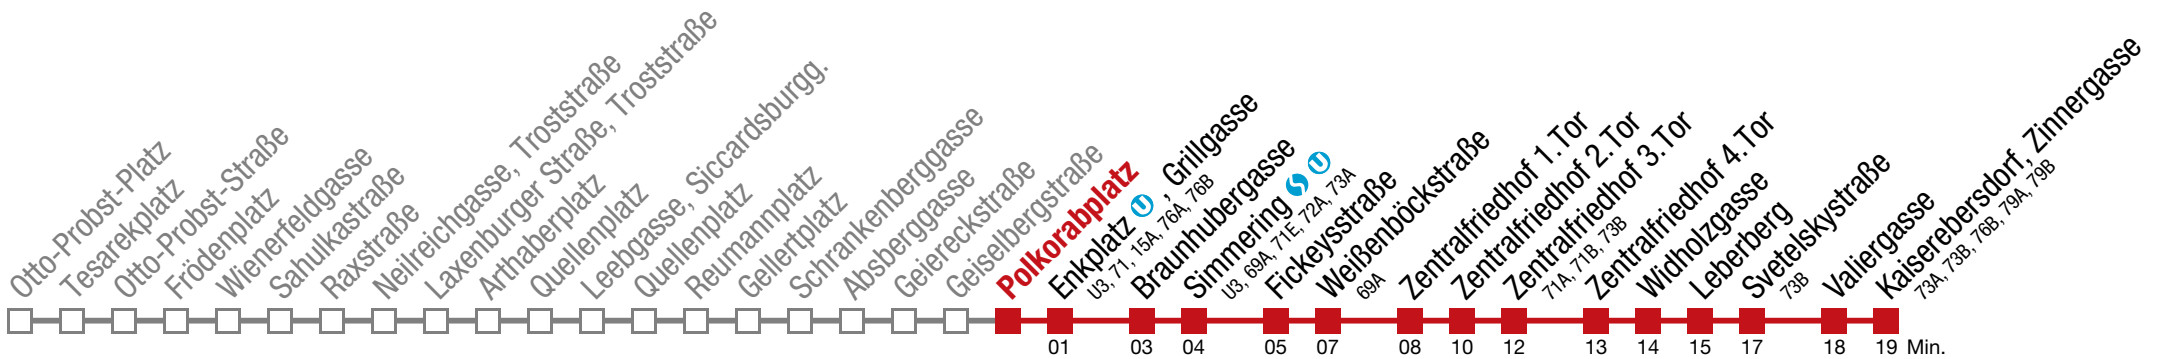 Otto-Probst-Platz
Tesarekplatz
Otto-Probst-Straße
Frödenplatz
Wienerfeldgasse
Sahulkastraße
Raxstraße
Neilreichgasse, Troststraße
Laxenburger Straße, Troststraße
Arthaberplatz
Quellenplatz
Leebgasse, Siccardsburgg.
Quellenplatz
Reumannplatz
Gellertplatz
Schrankenberggasse
Absberggasse
Geiereckstraße
Geiselbergstraße
Polkorabplatz
Enkplatz U, Grillgasse
U3, 71, 15A, 76A, 76B
Braunhubergasse
Simmering S U
U3, 69A, 71E, 72A, 73A
Fickeysstraße
Weißenböckstraße
69A
Zentralfriedhof 1.Tor
Zentralfriedhof 2.Tor
Zentralfriedhof 3.Tor
71A, 71B, 73B
Zentralfriedhof 4.Tor
Widholzgasse
Leberberg
Svetelskystraße
73B
Valiergasse
Kaiserebersdorf, Zinnergasse
73A, 73B, 76B, 79A, 79B
01 03 04 05 07 08 10 12 13 14 15 17 18 19 Min.